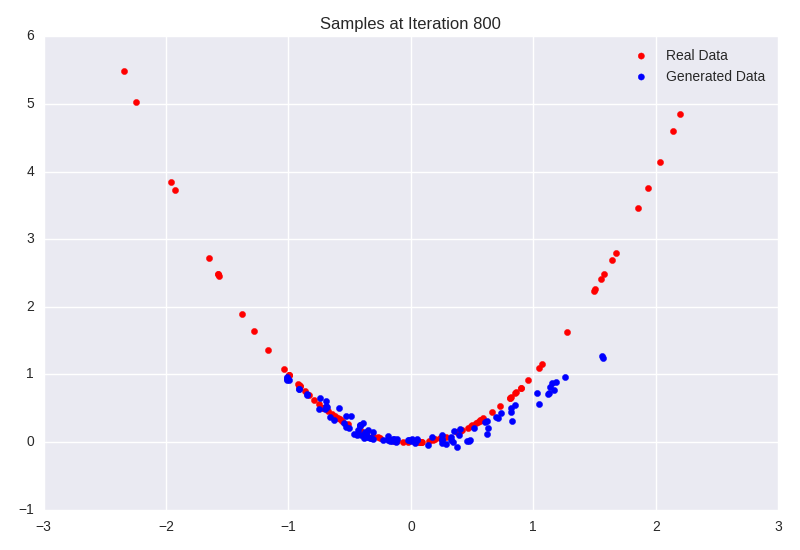 Samples at Iteration 800
Real Data
Generated Data
6
5
4
3
2
1
0
−1
−3 −2 −1 0 1 2 3